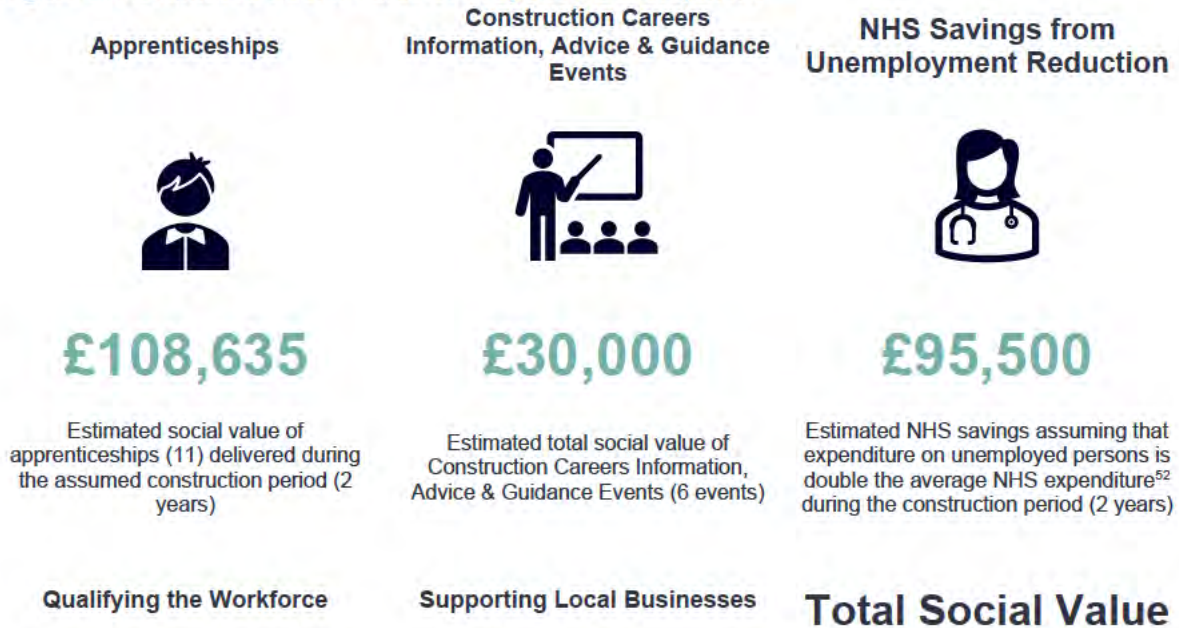 Apprenticeships
Construction Careers
Information, Advice & Guidance
Events
NHS Savings from
Unemployment Reduction
£108,635
£30,000
£95,500
Estimated social value of
apprenticeships (11) delivered during
the assumed construction period (2
years)
Estimated total social value of
Construction Careers Information,
Advice & Guidance Events (6 events)
Estimated NHS savings assuming that
expenditure on unemployed persons is
double the average NHS expenditure52
during the construction period (2 years)
Qualifying the Workforce
Supporting Local Businesses
Total Social Value